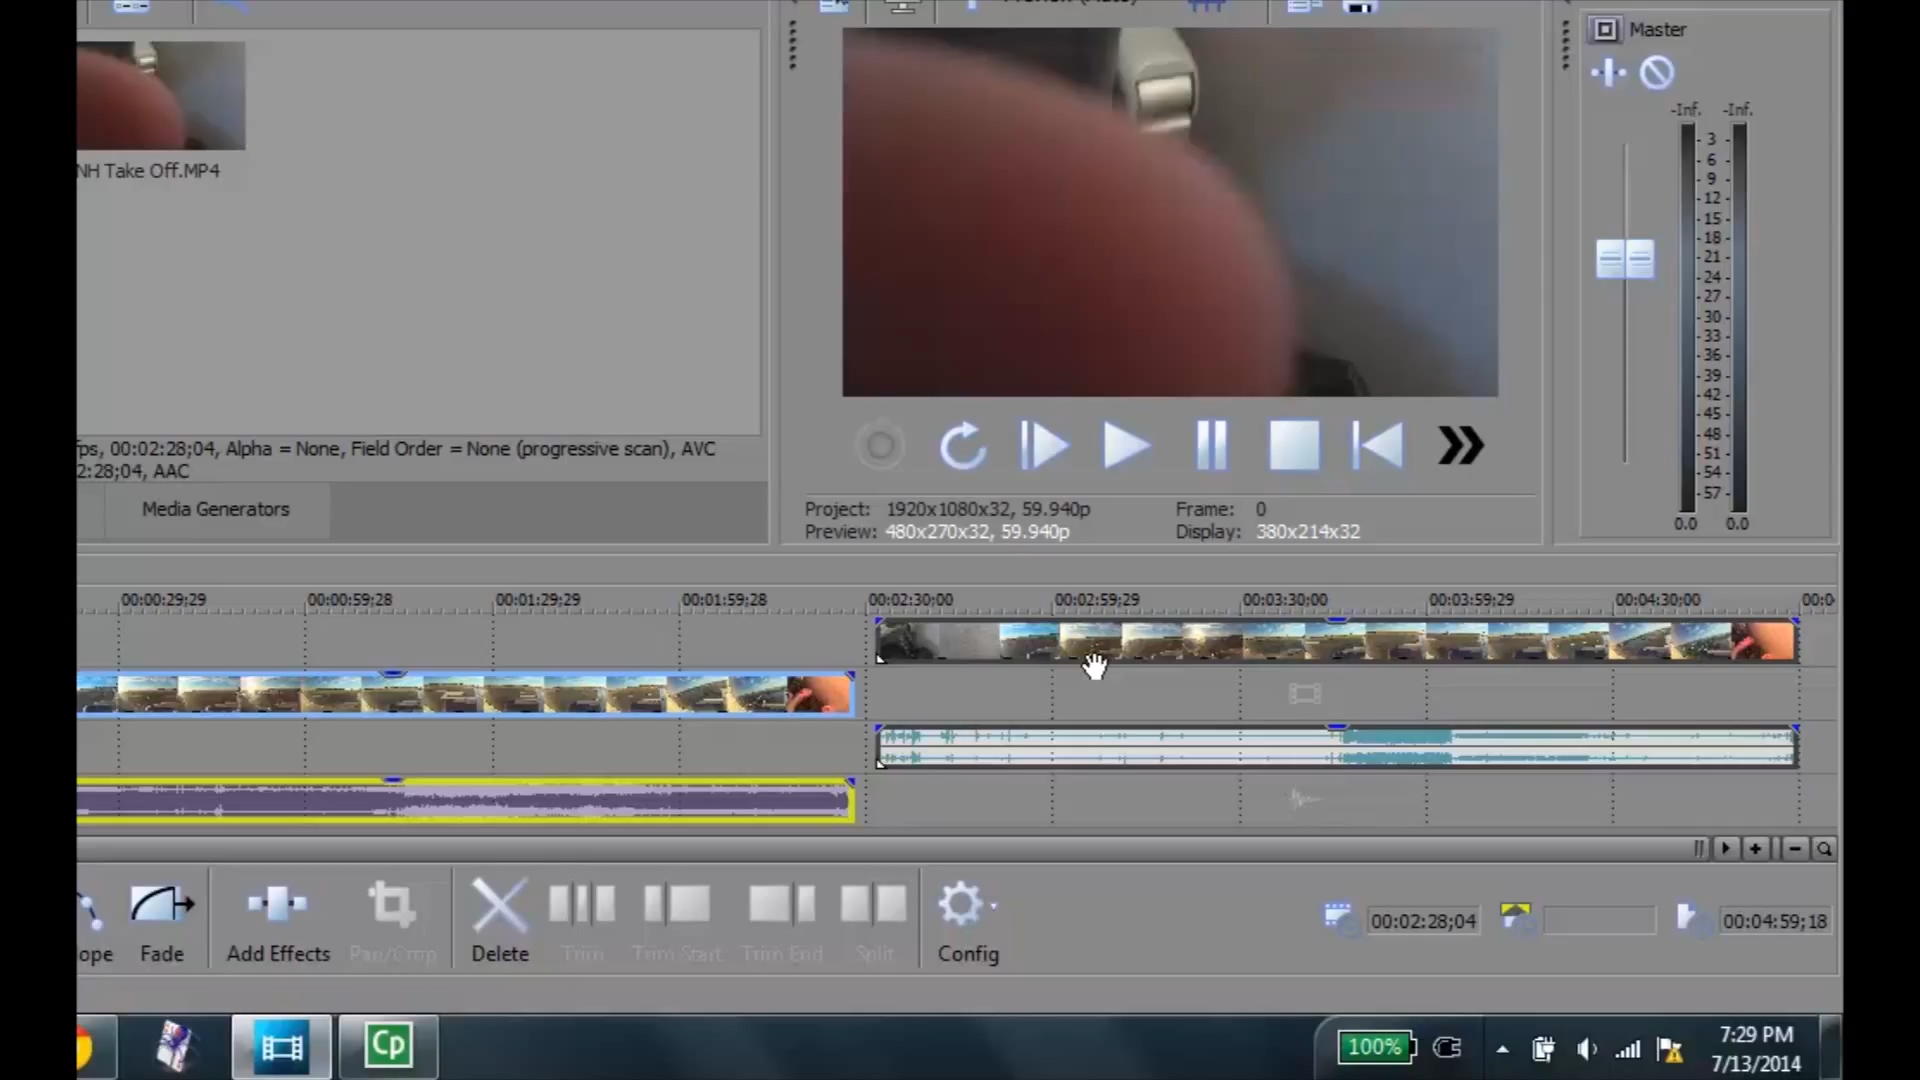 Master
-Inf. -Inf.
3
6
9
12
15
18
21
24
27
30
33
36
39
42
45
48
51
54
57
0.0 0.0
NH Take Off.MP4
fps, 00:02:28;04, Alpha = None, Field Order = None (progressive scan), AVC
2:28;04, AAC
Media Generators
Project: 1920x1080x32, 59.940p
Frame: 0
Preview: 480x270x32, 59.940p
Display: 380x214x32
00:00:29;29
00:00:59;28
00:01:29;29
00:01:59;28
00:02:30;00
00:02:59;29
00:03:30;00
00:03:59;29
00:04:30;00
00:0
ope
Fade
Add Effects
Pan/Crop
Delete
Trim
Trim Start
Trim End
Split
Config
00:02:28;04
00:04:59;18
Cp
100%
7:29 PM
7/13/2014